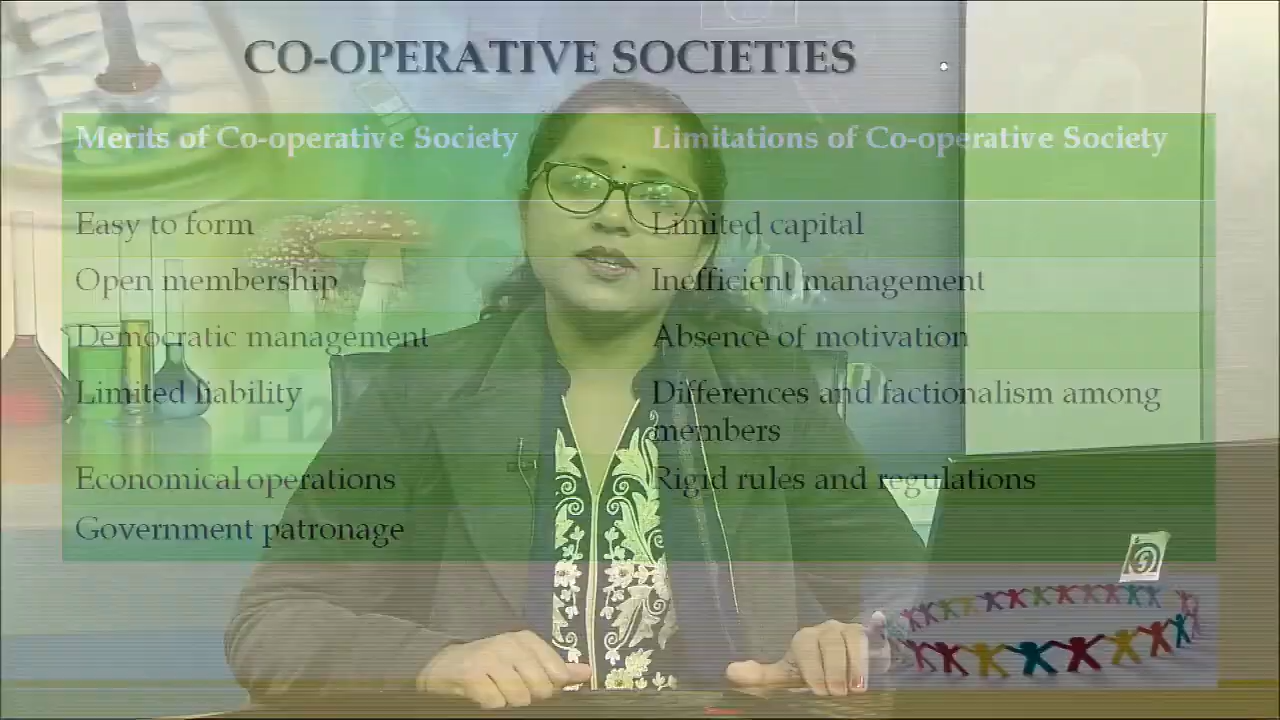 CO-OPERATIVE SOCIETIES
Merits of Co-operative Society
Limitations of Co-operative Society
Easy to form
Limited capital
Open membership
Inefficient management
Democratic management
Absence of motivation
Limited liability
Differences and factionalism among
members
Economical operations
Rigid rules and regulations
Government patronage